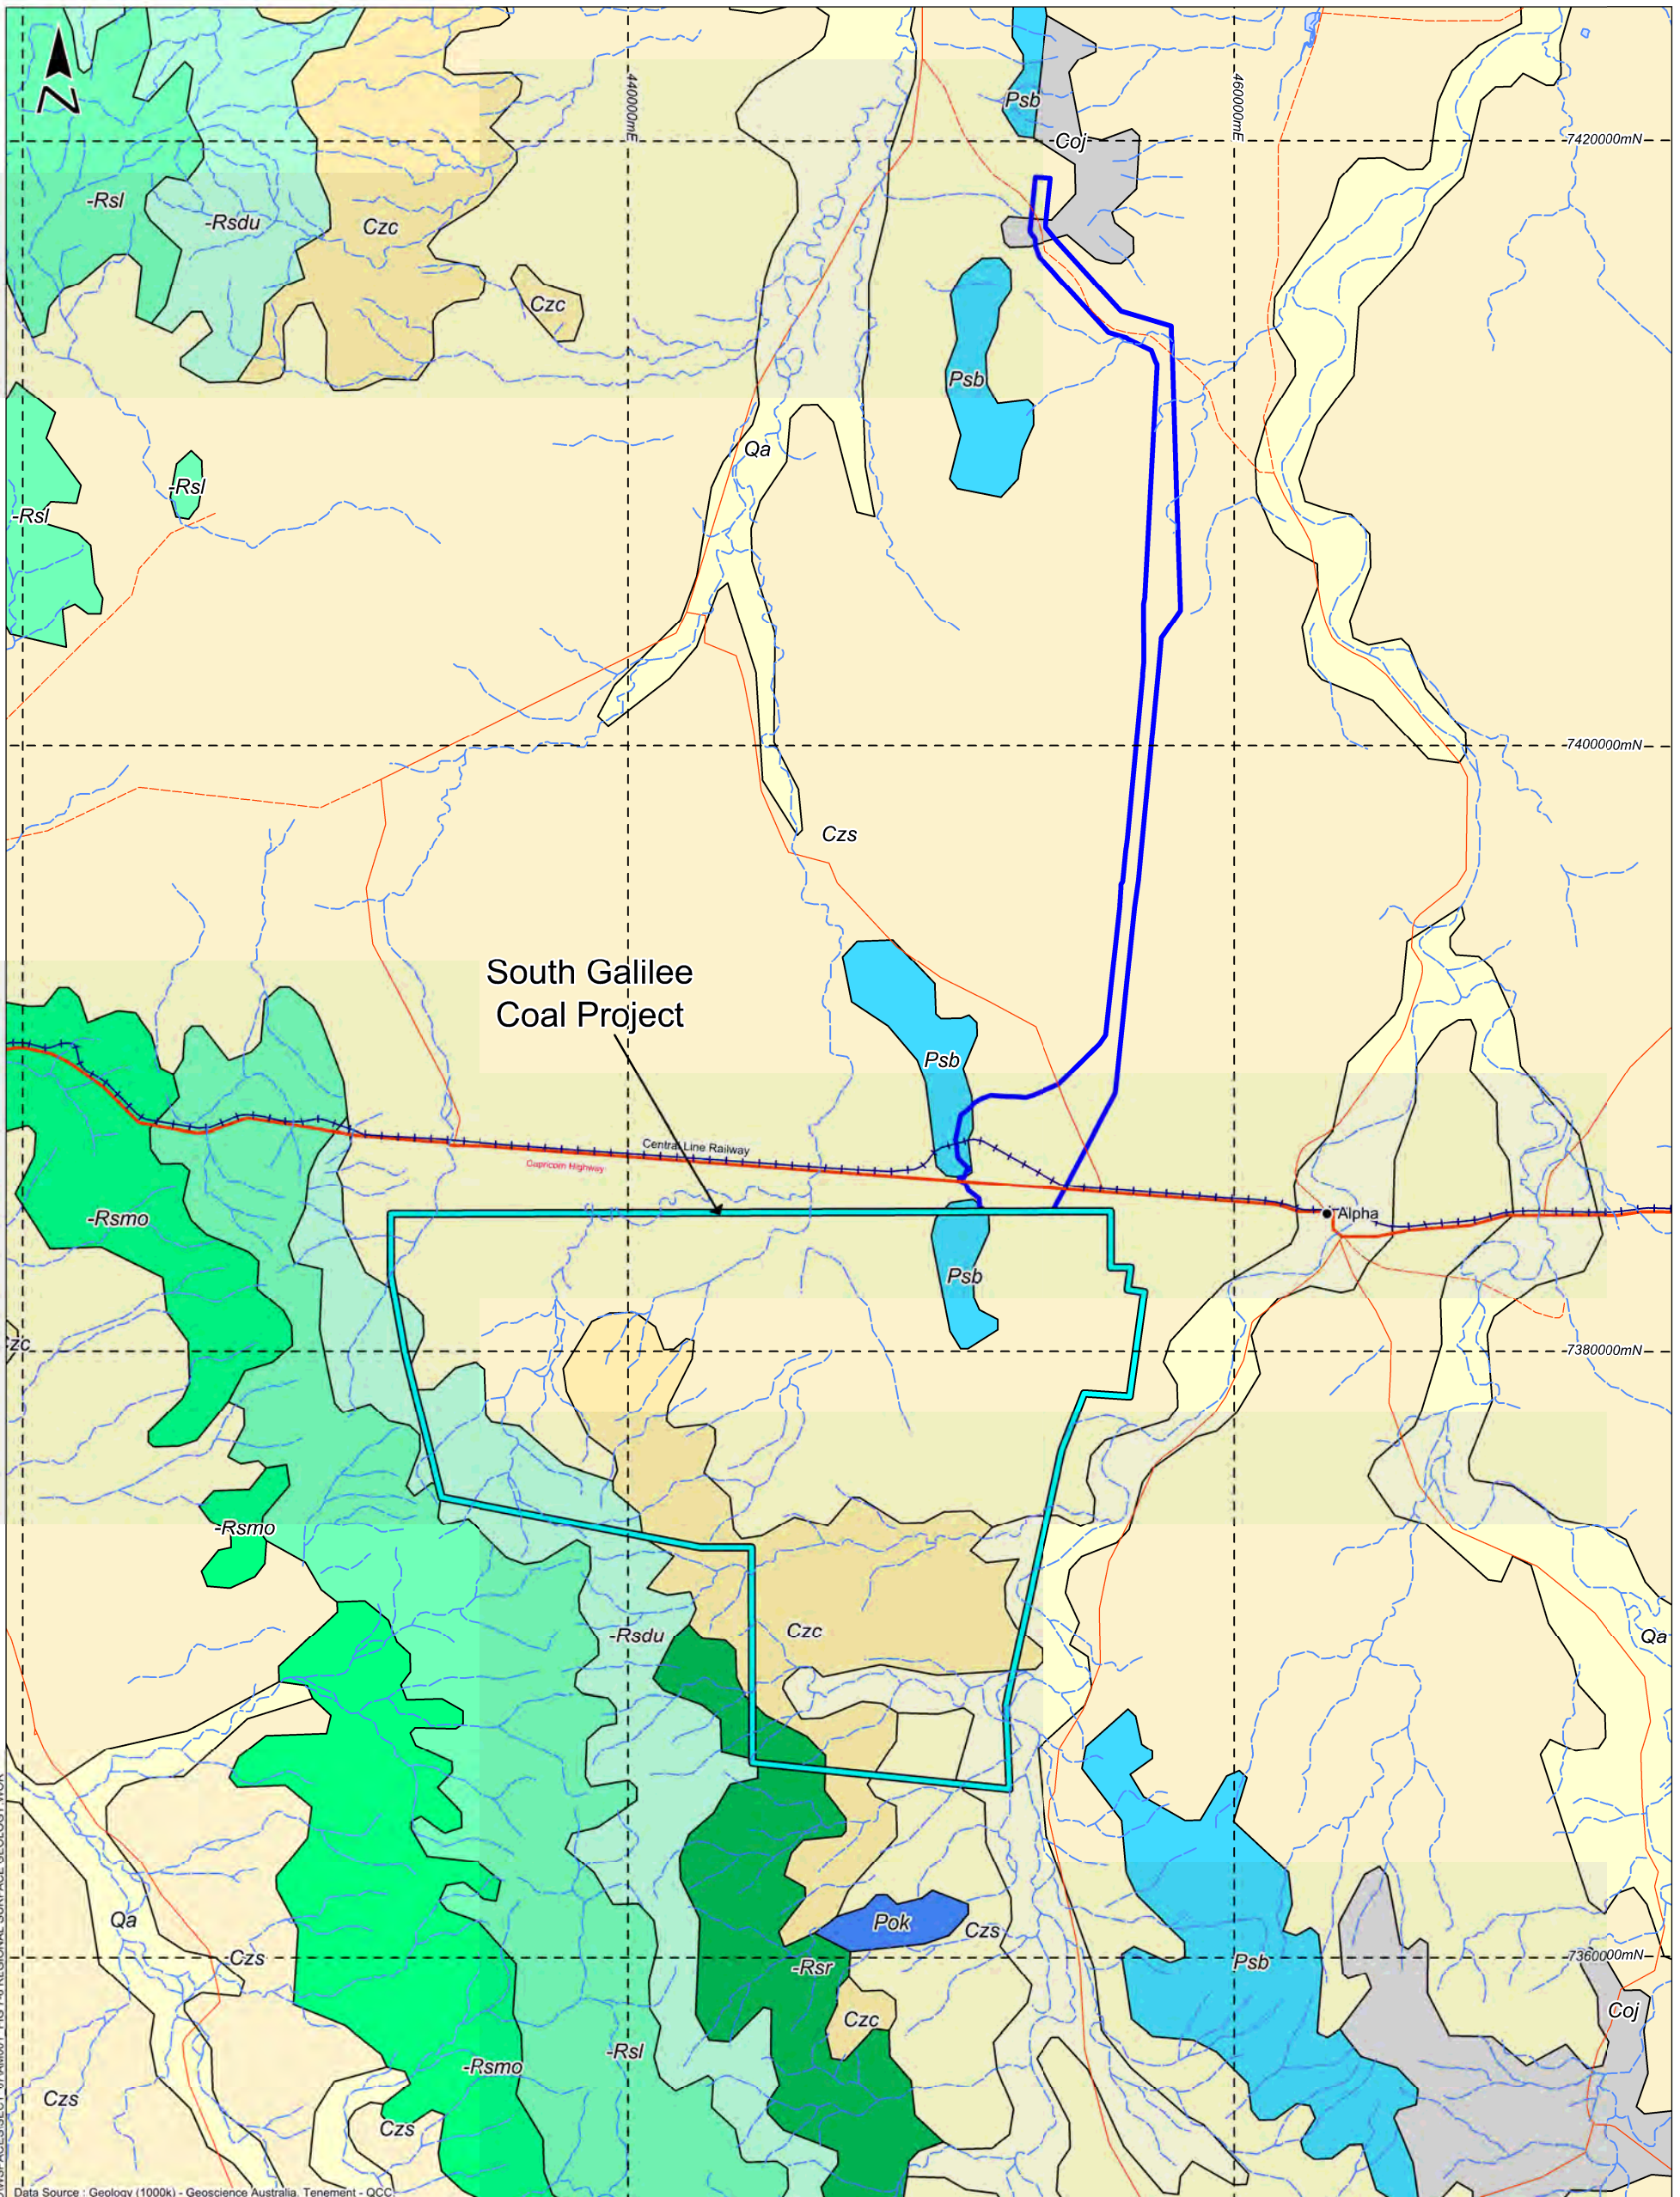 N
440000mE
460000mE
Psb
Coj
7420000mN
-Rsl
-Rsdu
Czc
Czc
Psb
Qa
-Rsl
-Rsl
7400000mN
Czs
South Galilee
Coal Project
Psb
Central Line Railway
Capricorn Highway
-Rsmo
Alpha
Psb
zc
7380000mN
-Rsmo
-Rsdu
Czc
Qa
Qa
Pok
Czs
Czs
-Rsr
Psb
7360000mN
Czc
Coj
-Rsl
-Rsmo
Czs
Czs
Data Source : Geology (1000k) - Geoscience Australia, Tenement - QCC.